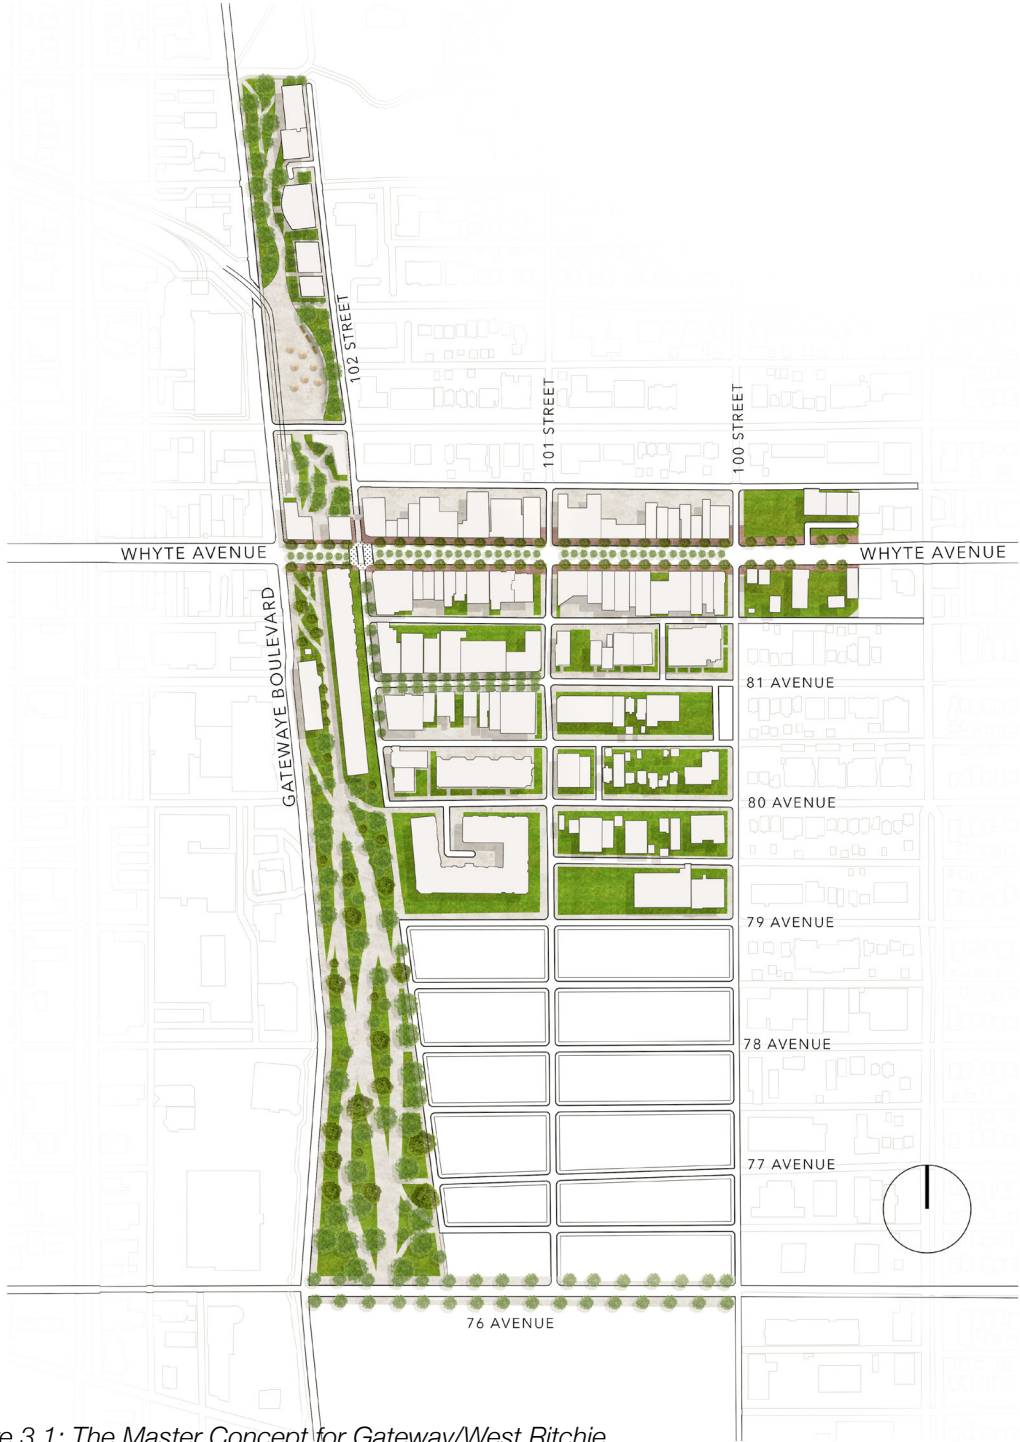 102 STREET
101 STREET
100 STREET
WHYTE AVENUE
WHYTE AVENUE
GATEWAYE BOULEVARD
81 AVENUE
80 AVENUE
79 AVENUE
78 AVENUE
77 AVENUE
76 AVENUE
e 3.1: The Master Concept for Gateway/West Ritchie